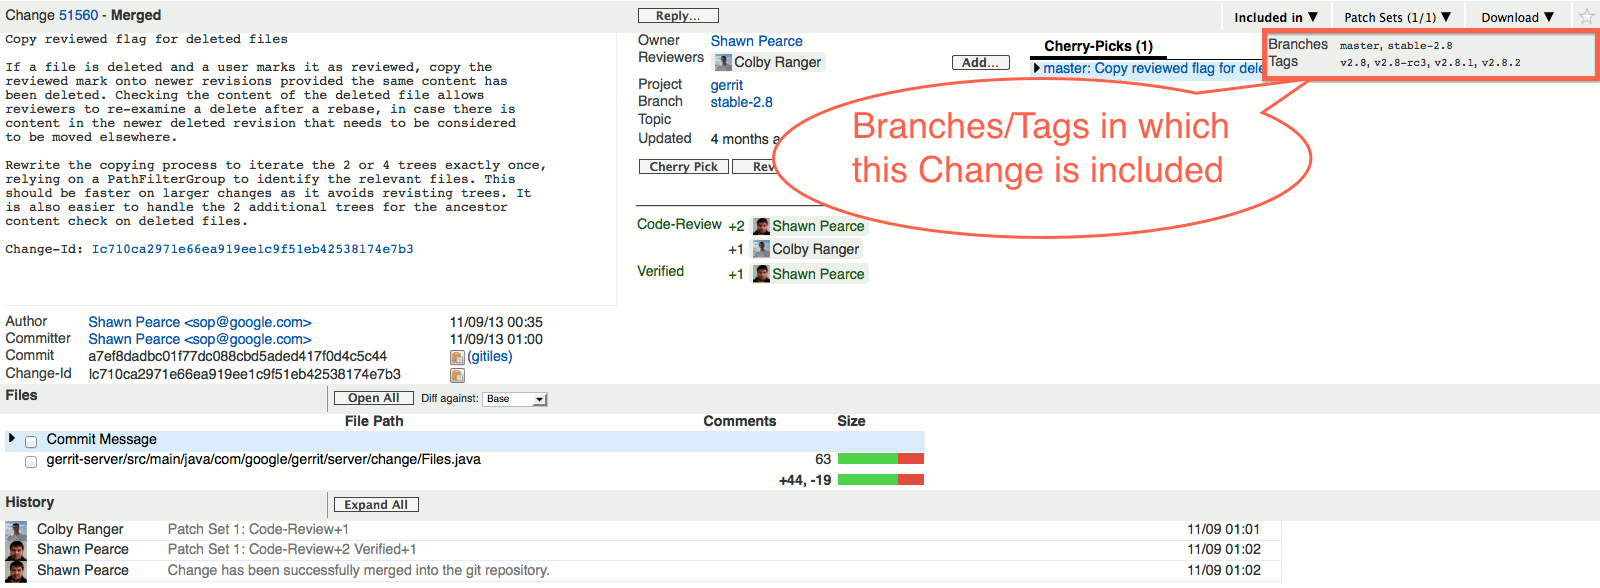 Change 51560 - Merged
Reply...
Included in ▼
Patch Sets (1/1) ▼
Download ▼
Copy reviewed flag for deleted files
If a file is deleted and a user marks it as reviewed, copy the
reviewed mark onto newer revisions provided the same content has
been deleted. Checking the content of the deleted file allows
reviewers to re-examine a delete after a rebase, in case there is
content in the newer deleted revision that needs to be considered
to be moved elsewhere.
Rewrite the copying process to iterate the 2 or 4 trees exactly once,
relying on a PathFilterGroup to identify the relevant files. This
should be faster on larger changes as it avoids revisting trees. It
is also easier to handle the 2 additional trees for the ancestor
content check on deleted files.
Change-Id: Ic710ca2971e66ea919ee1c9f51eb42538174e7b3
Owner Shawn Pearce
Reviewers Colby Ranger
Add...
Project gerrit
Branch stable-2.8
Topic
Updated 4 months a
Cherry Pick
Rev
Cherry-Picks (1)
master: Copy reviewed flag for dele
Branches master, stable-2.8
Tags v2.8, v2.8-rc3, v2.8.1, v2.8.2
Branches/Tags in which
this Change is included
Code-Review +2 Shawn Pearce
+1 Colby Ranger
Verified +1 Shawn Pearce
Author Shawn Pearce <sop@google.com> 11/09/13 00:35
Committer Shawn Pearce <sop@google.com> 11/09/13 01:00
Commit a7ef8dadbc01f77dc088cbd5aded417f0d4c5c44 (gitiles)
Change-Id Ic710ca2971e66ea919ee1c9f51eb42538174e7b3
Files
Open All
Diff against: Base
File Path Comments Size
Commit Message
gerrit-server/src/main/java/com/google/gerrit/server/change/Files.java 63
+44, -19
History
Expand All
Colby Ranger Patch Set 1: Code-Review+1 11/09 01:01
Shawn Pearce Patch Set 1: Code-Review+2 Verified+1 11/09 01:02
Shawn Pearce Change has been successfully merged into the git repository. 11/09 01:02